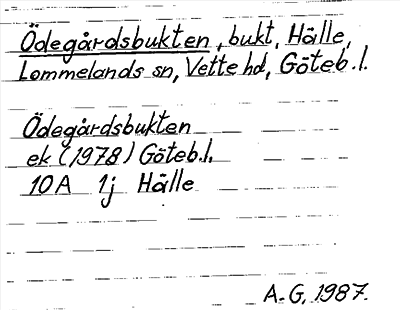 Ödegårdsbukten, bukt, Hälle,
Lommelands sn, Vette hd, Göteb.l.
Ödegårdsbukten
ek (1978) Göteb.l.
10A 1j Hälle
A.G. 1987.